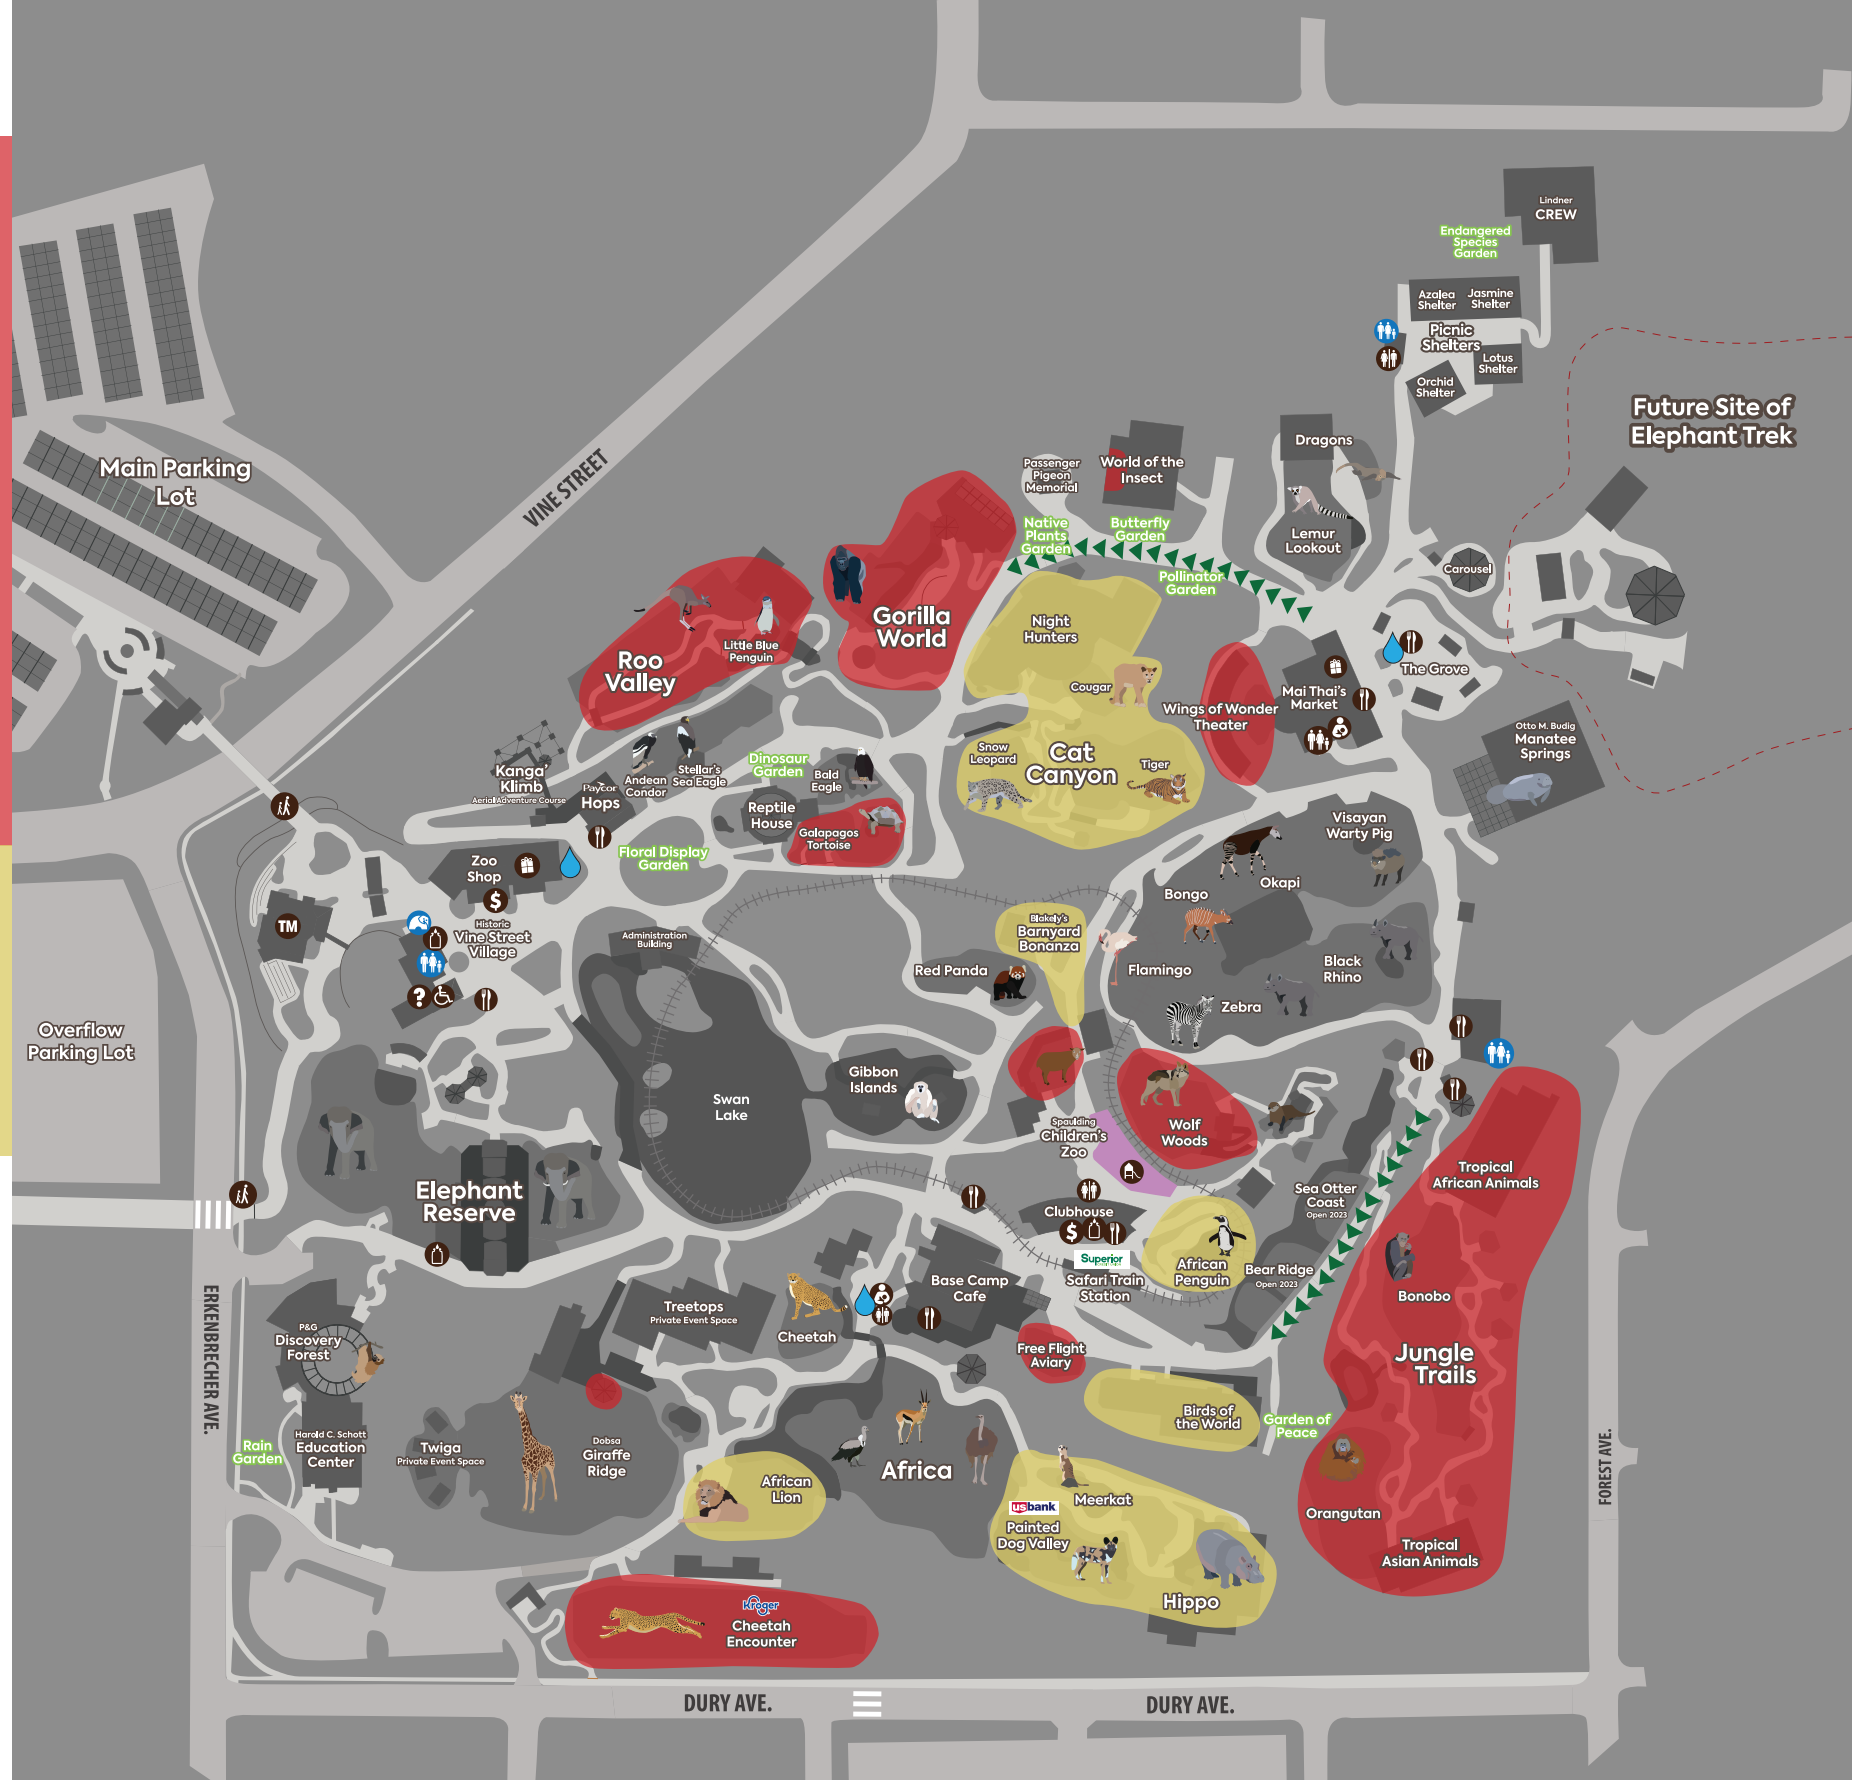 Lindner
CREW
Endangered
Species
Garden
Azalea
Shelter
Jasmine
Shelter
Picnic
Shelters
Lotus
Shelter
Orchid
Shelter
Future Site of
Elephant Trek
Main Parking
Lot
VINE STREET
Dragons
Passenger
Pigeon
Memorial
World of the
Insect
Native
Plants
Garden
Butterfly
Garden
Lemur
Lookout
Pollinator
Garden
Carousel
Gorilla
World
Night
Hunters
Little Blue
Penguin
Roo
Valley
The Grove
Cougar
Mai Thai's
Market
Wings of Wonder
Theater
Otto M. Budig
Manatee
Springs
Snow
Leopard
Cat
Canyon
Tiger
Kanga'
Klimb
Aerial Adventure Course
Paycor
Hops
Andean
Condor
Stellar's
Sea Eagle
Dinosaur
Garden
Bald
Eagle
Reptile
House
Galapagos
Tortoise
Visayan
Warty Pig
Floral Display
Garden
Zoo
Shop
$
Okapi
Bongo
TM
Historic
Vine Street
Village
Administration
Building
Blakely's
Barnyard
Bonanza
Red Panda
Flamingo
Black
Rhino
?
Zebra
Overflow
Parking Lot
Swan
Lake
Gibbon
Islands
Spaulding
Children's
Zoo
Wolf
Woods
Tropical
African Animals
Elephant
Reserve
Sea Otter
Coast
Open 2023
Clubhouse
$
Superior
Safari Train
Station
African
Penguin
Bear Ridge
Open 2023
Bonobo
Base Camp
Cafe
Treetops
Private Event Space
Cheetah
P&G
Discovery
Forest
ERKENBRECHER AVE.
Free Flight
Aviary
Jungle
Trails
Birds of
the World
Garden of
Peace
Rain
Garden
Harold C. Schott
Education
Center
Twiga
Private Event Space
Dobsa
Giraffe
Ridge
Africa
African
Lion
FOREST AVE.
Meerkat
usbank
Painted
Dog Valley
Orangutan
Tropical
Asian Animals
Hippo
Kroger
Cheetah
Encounter
DURY AVE.
DURY AVE.